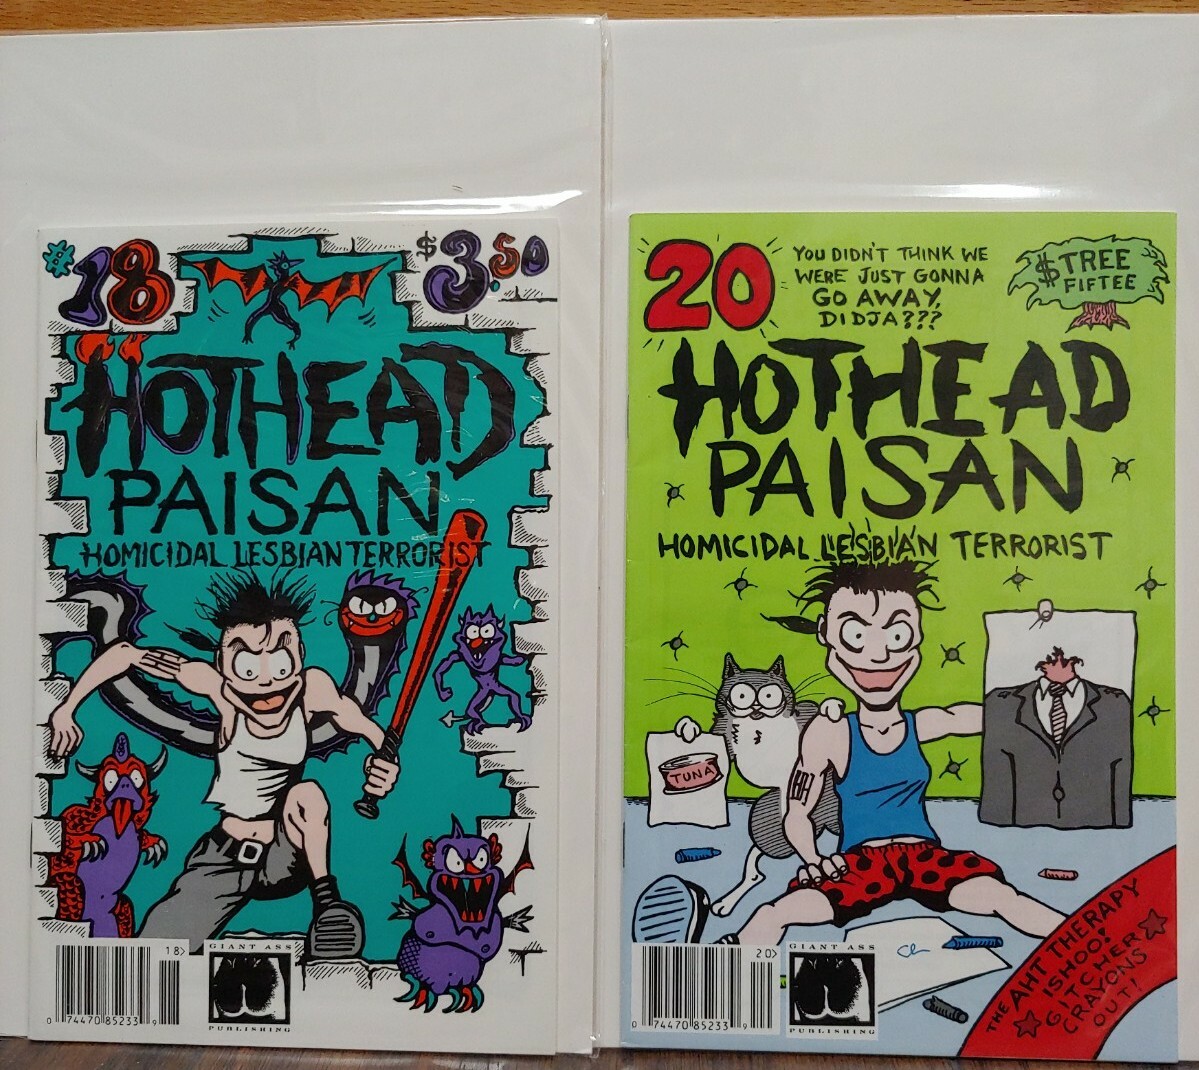 #18
$3.50
HOTHEAD
PAISAN
HOMICIDAL LESBIAN TERRORIST
18>
0 74470 85233 9
GIANT ASS
PUBLISHING
20
YOU DIDN'T THINK WE
WERE JUST GONNA
GO AWAY,
DIDJA???
$TREE
FIFTEE
HOTHEAD
PAISAN
HOMICIDAL LESBIAN TERRORIST
TUNA
THE AHT THERAPY
ISHOO!
GITCHER
CRAYONS
OUT!
20>
0 74470 85233 9
GIANT ASS
PUBLISHING